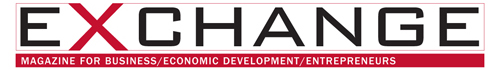 EXCHANGE
MAGAZINE FOR BUSINESS/ECONOMIC DEVELOPMENT/ENTREPRENEURS